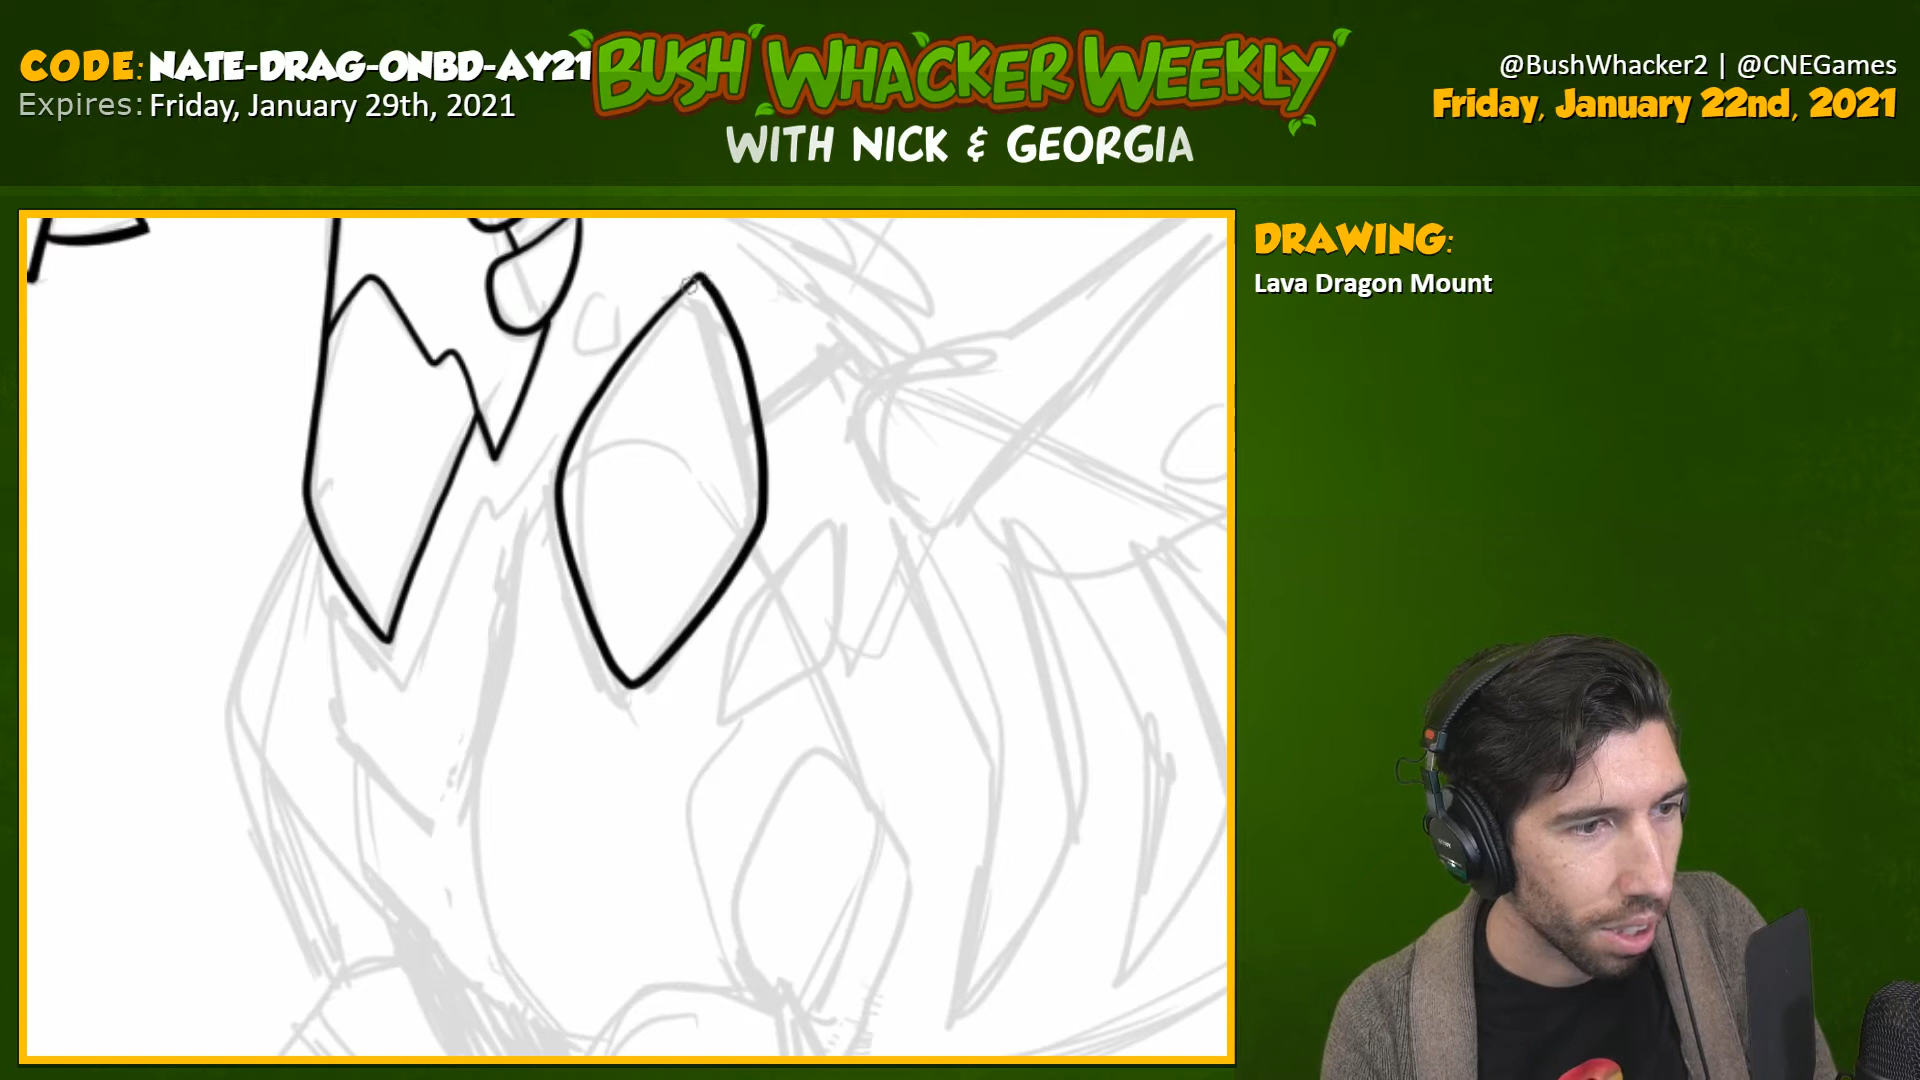 CODE: NATE-DRAG-ONBD-AY21
Expires: Friday, January 29th, 2021
BUSH WHACKER WEEKLY
WITH NICK & GEORGIA
@BushWhacker2 | @CNEGames
Friday, January 22nd, 2021
DRAWING:
Lava Dragon Mount